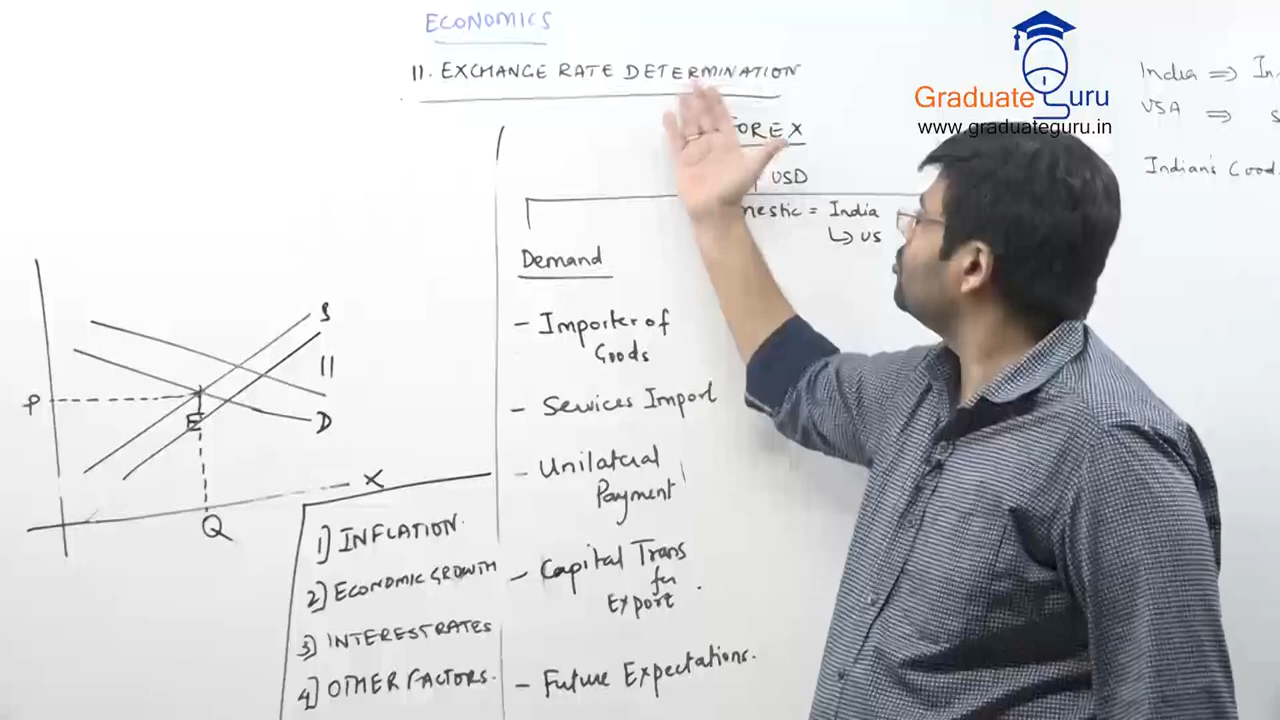 ECONOMICS
11. EXCHANGE RATE DETERMINATION
Graduate Guru
www.graduateguru.in
India ⇒
USA ⇒
Indian's Good
FOREX
USD
= India
↳ US
Demand
- Importer of
Goods
- Services Import
- Unilateral
Payment
- Capital Trans
fer
Export
- Future Expectations.
S
P
E
D
X
Q
1) INFLATION.
2) ECONOMIC GROWTH
3) INTEREST RATES
4) OTHER FACTORS.